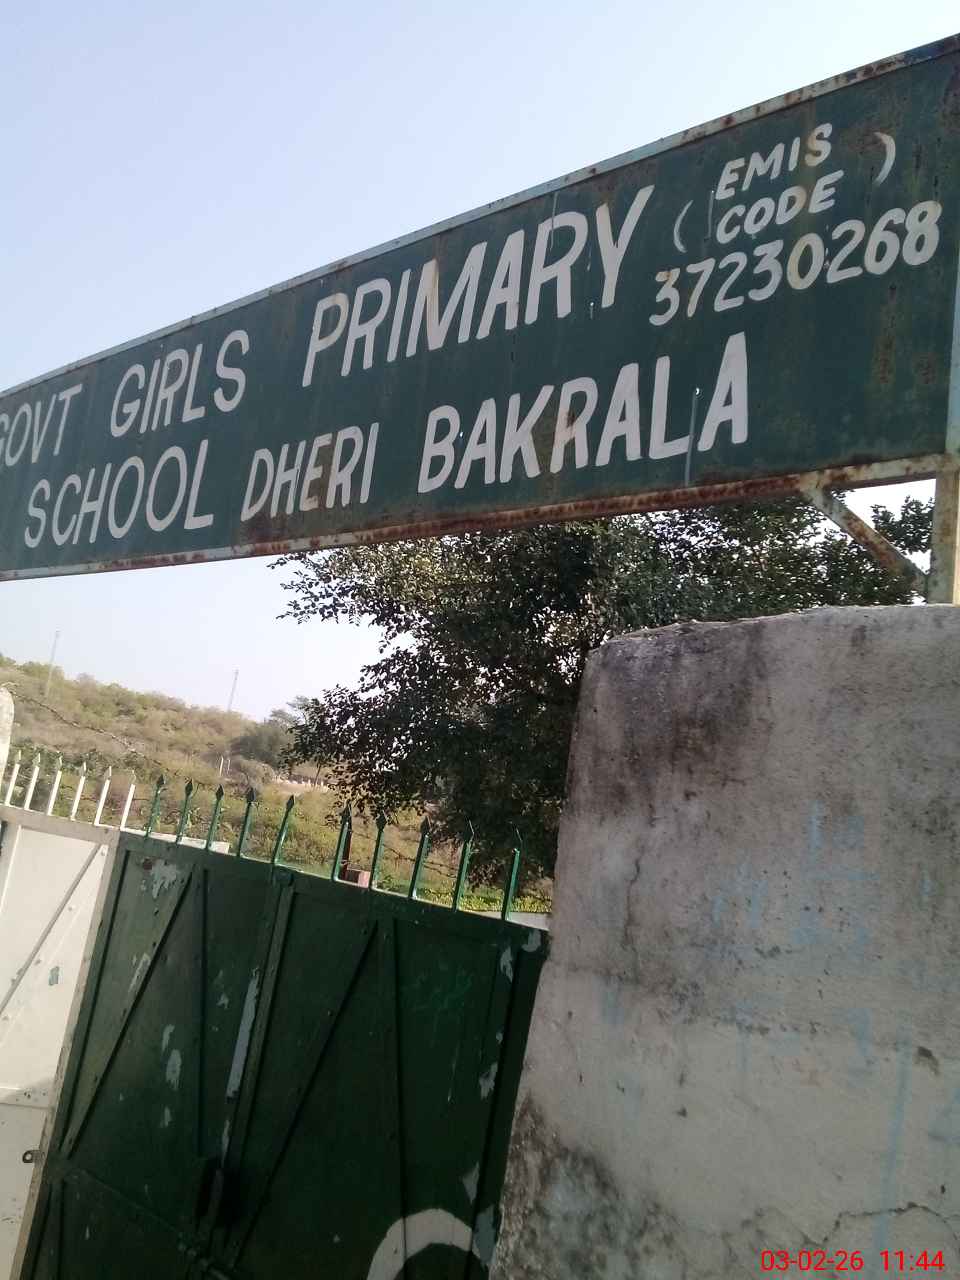 GOVT GIRLS PRIMARY ( EMIS CODE )
37230268
SCHOOL DHERI BAKRALA
03-02-26 11:44